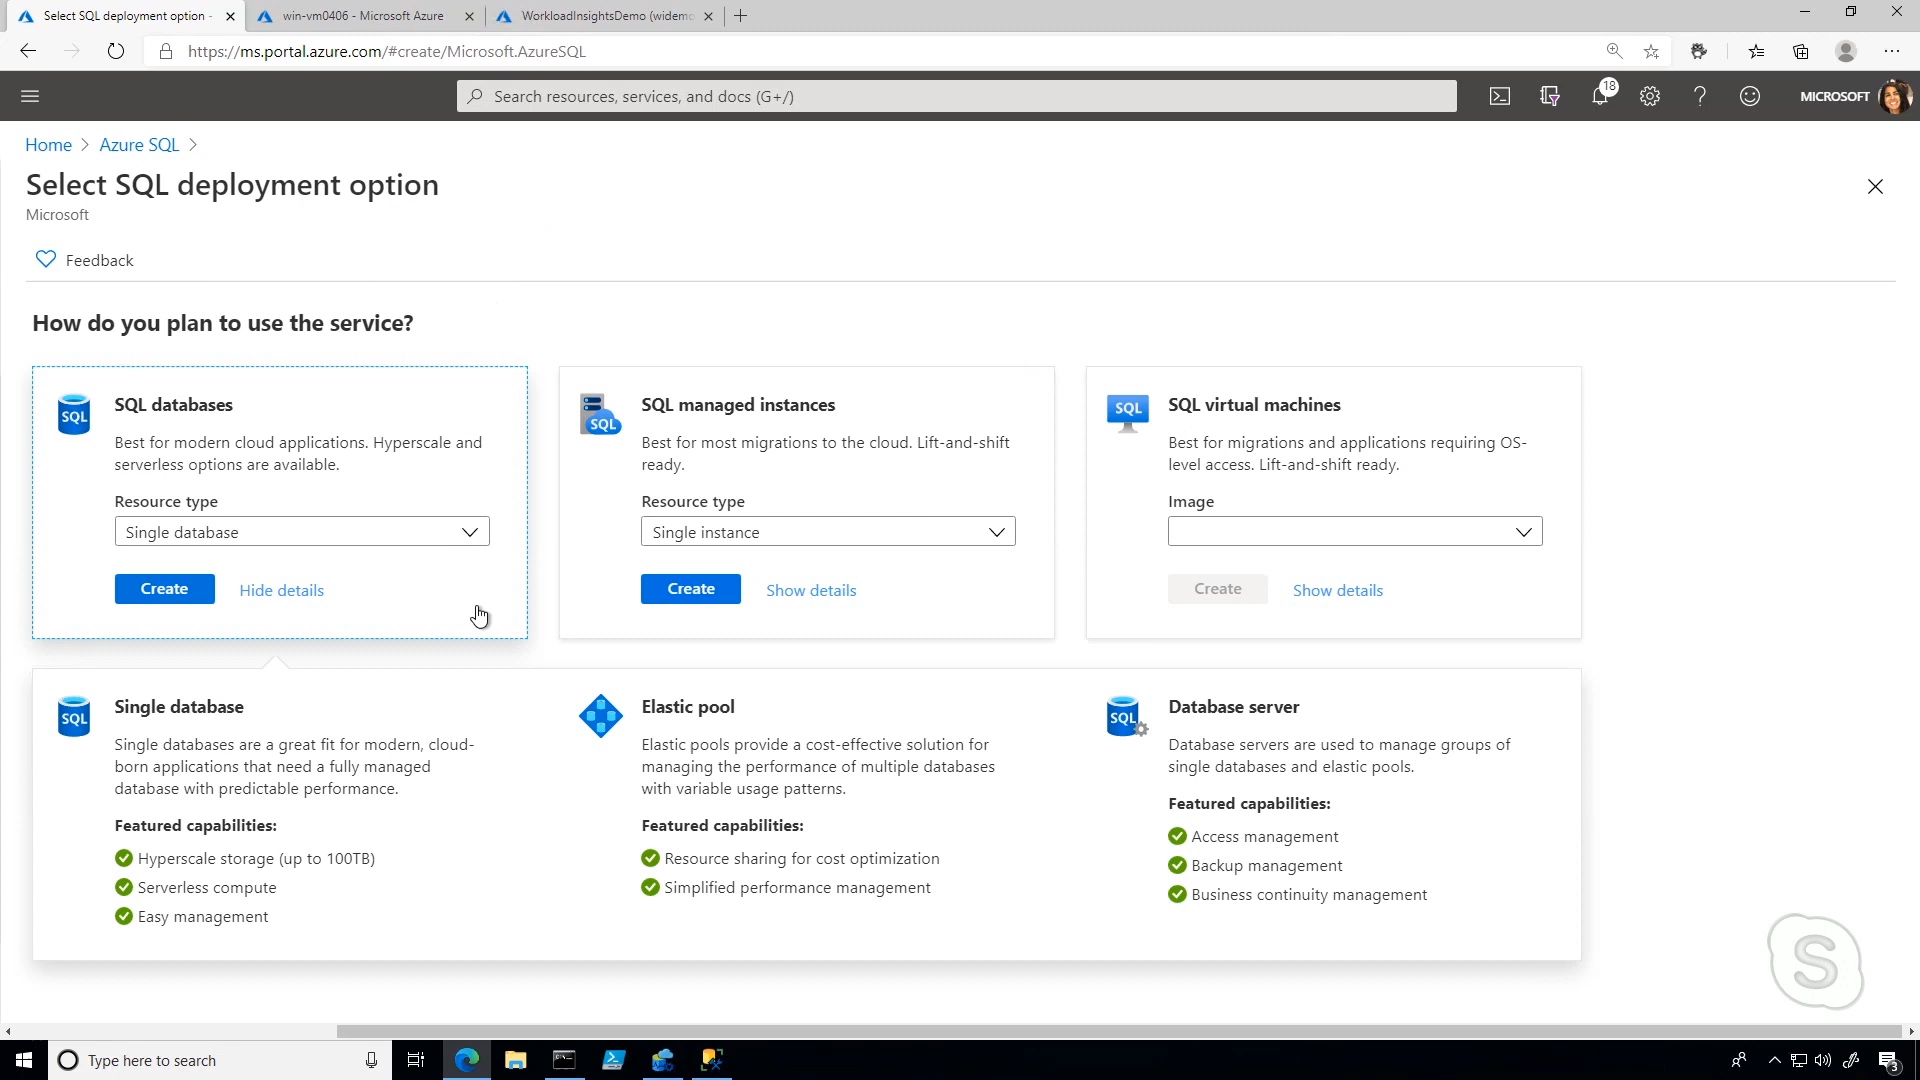 Select SQL deployment option -
win-vm0406 - Microsoft Azure
WorkloadInsightsDemo (widemo
https://ms.portal.azure.com/#create/Microsoft.AzureSQL
Search resources, services, and docs (G+/)
18
MICROSOFT
Home > Azure SQL >
Select SQL deployment option
Microsoft
Feedback
How do you plan to use the service?
SQL
SQL databases
Best for modern cloud applications. Hyperscale and
serverless options are available.
Resource type
Single database
Create
Hide details
SQL
SQL managed instances
Best for most migrations to the cloud. Lift-and-shift
ready.
Resource type
Single instance
Create
Show details
SQL
SQL virtual machines
Best for migrations and applications requiring OS-
level access. Lift-and-shift ready.
Image
Create
Show details
SQL
Single database
Single databases are a great fit for modern, cloud-
born applications that need a fully managed
database with predictable performance.
Featured capabilities:
Hyperscale storage (up to 100TB)
Serverless compute
Easy management
Elastic pool
Elastic pools provide a cost-effective solution for
managing the performance of multiple databases
with variable usage patterns.
Featured capabilities:
Resource sharing for cost optimization
Simplified performance management
SQL
Database server
Database servers are used to manage groups of
single databases and elastic pools.
Featured capabilities:
Access management
Backup management
Business continuity management
S
Type here to search
3